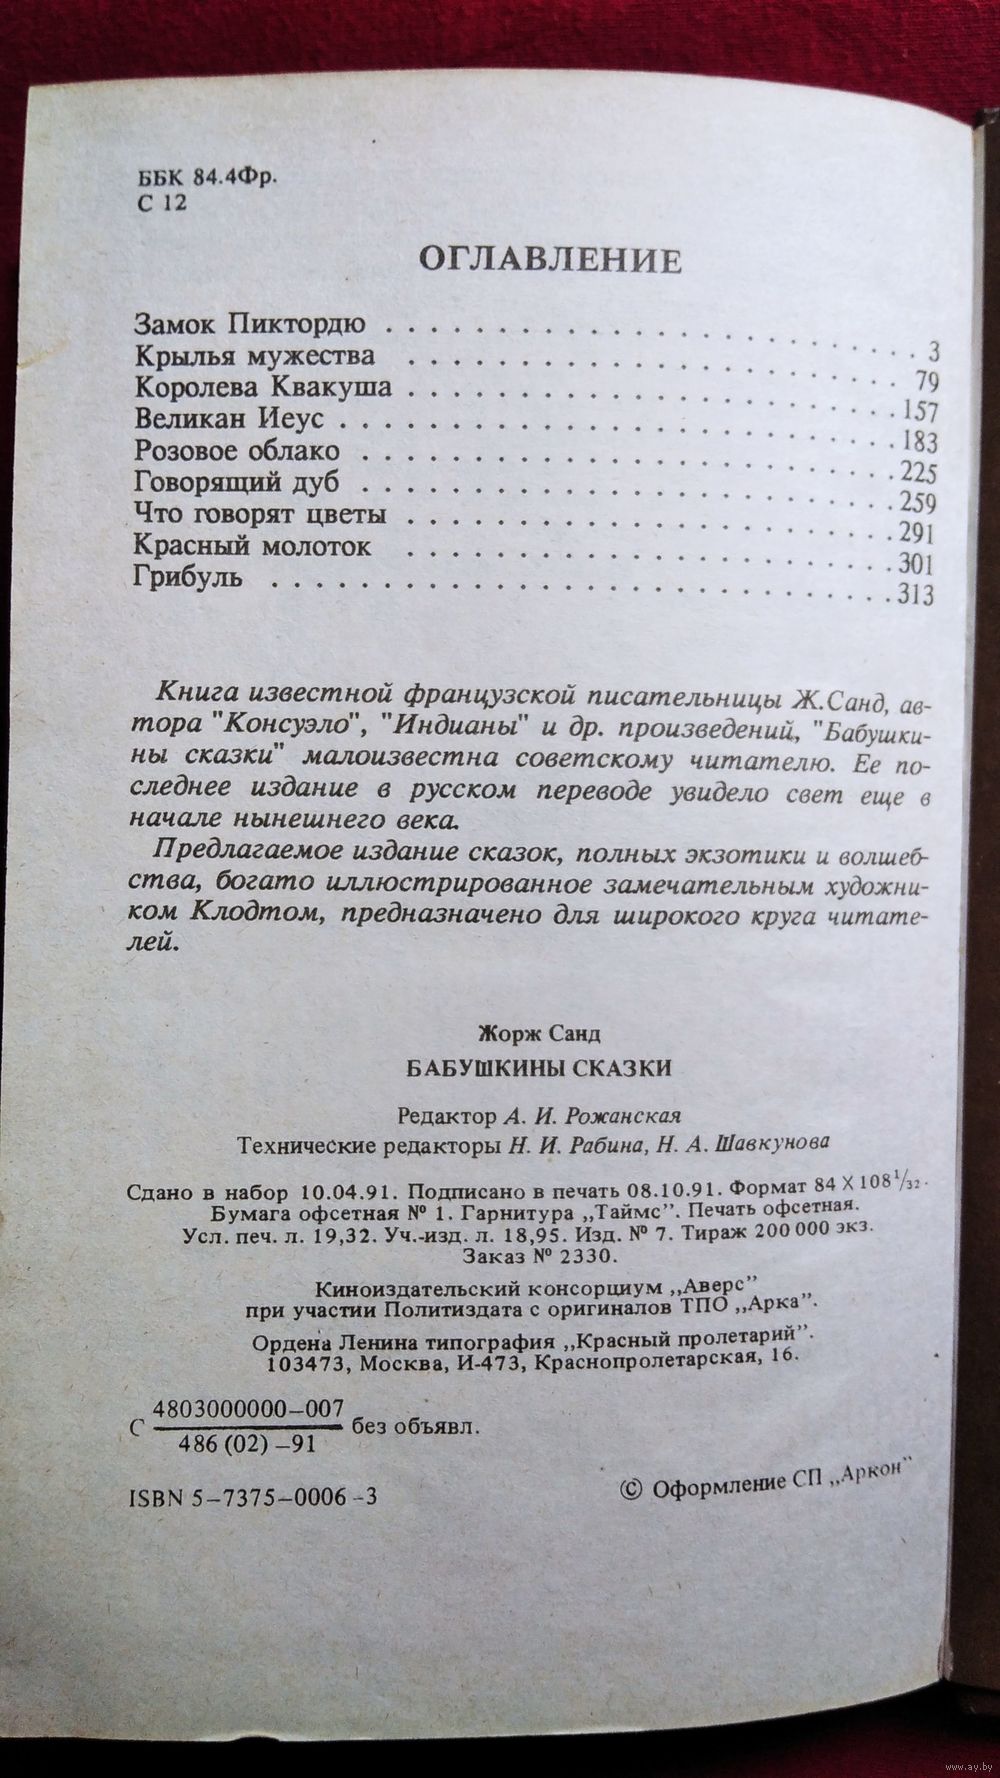 ББК 84.4Фр.
С 12
ОГЛАВЛЕНИЕ
Замок Пиктордю . . . . . . . . . . . . . . . . . . . . 3
Крылья мужества . . . . . . . . . . . . . . . . . . . . 79
Королева Квакуша . . . . . . . . . . . . . . . . . . . . 157
Великан Иеус . . . . . . . . . . . . . . . . . . . . 183
Розовое облако . . . . . . . . . . . . . . . . . . . . 225
Говорящий дуб . . . . . . . . . . . . . . . . . . . . 259
Что говорят цветы . . . . . . . . . . . . . . . . . . . . 291
Красный молоток . . . . . . . . . . . . . . . . . . . . 301
Грибуль . . . . . . . . . . . . . . . . . . . . 313
Книга известной французской писательницы Ж.Санд, ав-
тора "Консуэло", "Индианы" и др. произведений, "Бабушки-
ны сказки" малоизвестна советскому читателю. Ее по-
следнее издание в русском переводе увидело свет еще в
начале нынешнего века.
Предлагаемое издание сказок, полных экзотики и волшеб-
ства, богато иллюстрированное замечательным художни-
ком Клодтом, предназначено для широкого круга читате-
лей.
Жорж Санд
БАБУШКИНЫ СКАЗКИ
Редактор А. И. Рожанская
Технические редакторы Н. И. Рабина, Н. А. Шавкунова
Сдано в набор 10.04.91. Подписано в печать 08.10.91. Формат 84 X 108 1/32.
Бумага офсетная № 1. Гарнитура „Таймс". Печать офсетная.
Усл. печ. л. 19,32. Уч.-изд. л. 18,95. Изд. № 7. Тираж 200 000 экз.
Заказ № 2330.
Киноиздательский консорциум „Аверс"
при участии Политиздата с оригиналов ТПО „Арка".
Ордена Ленина типография „Красный пролетарий".
103473, Москва, И-473, Краснопролетарская, 16.
С 4803000000–007 без объявл.
486 (02) –91
ISBN 5–7375–0006–3
© Оформление СП „Аркон"
www.ay.by